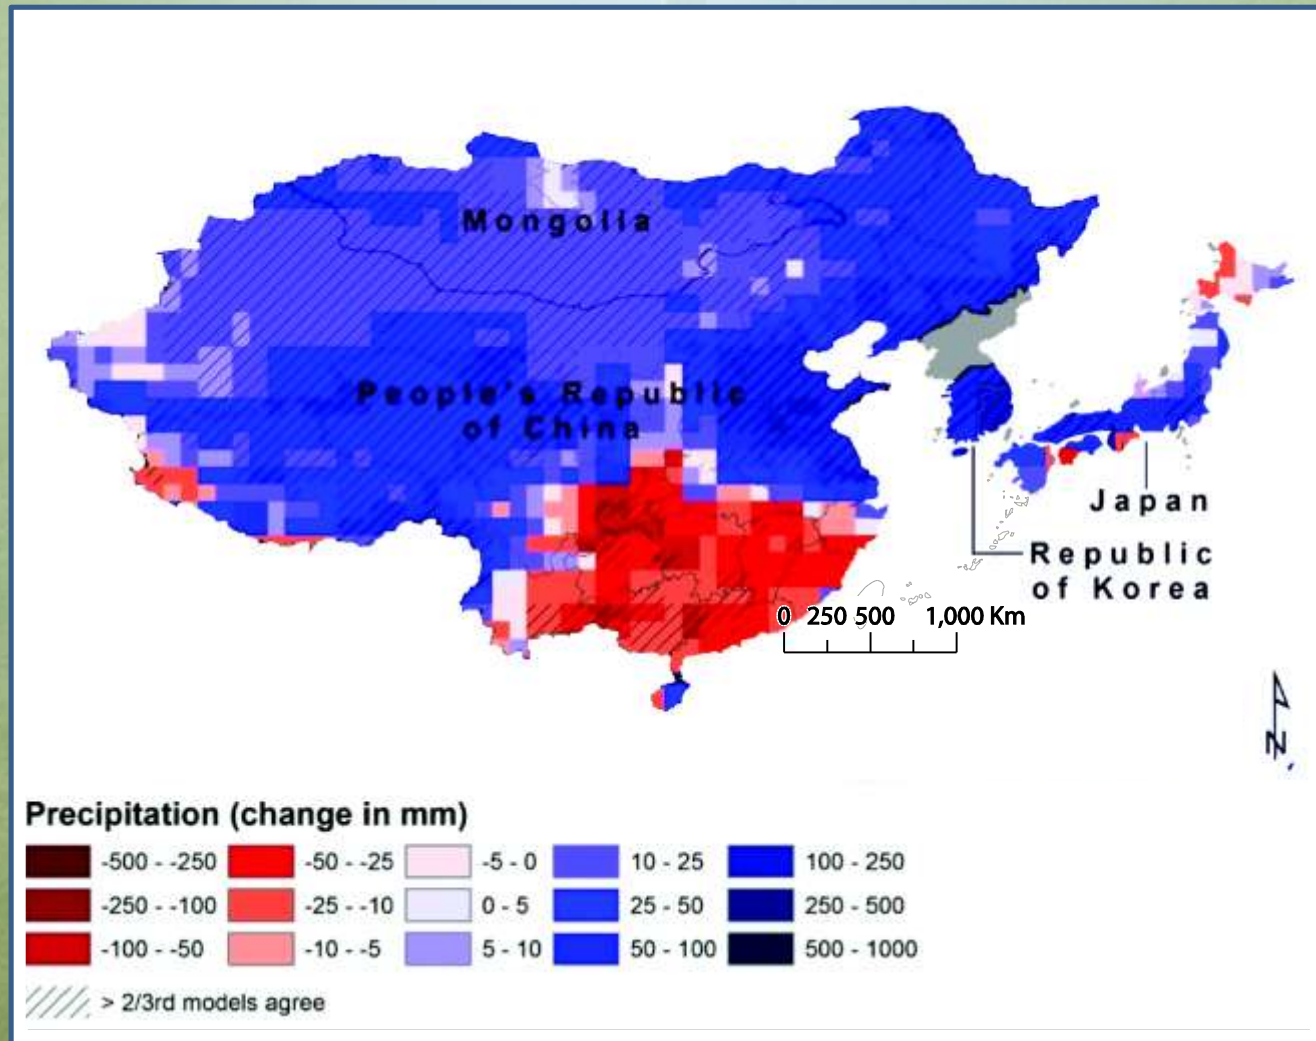 Mongolia
People's Republic
of China
Japan
Republic
of Korea
0 250 500 1,000 Km
N
Precipitation (change in mm)
-500 - -250 -50 - -25 -5 - 0 10 - 25 100 - 250
-250 - -100 -25 - -10 0 - 5 25 - 50 250 - 500
-100 - -50 -10 - -5 5 - 10 50 - 100 500 - 1000
> 2/3rd models agree